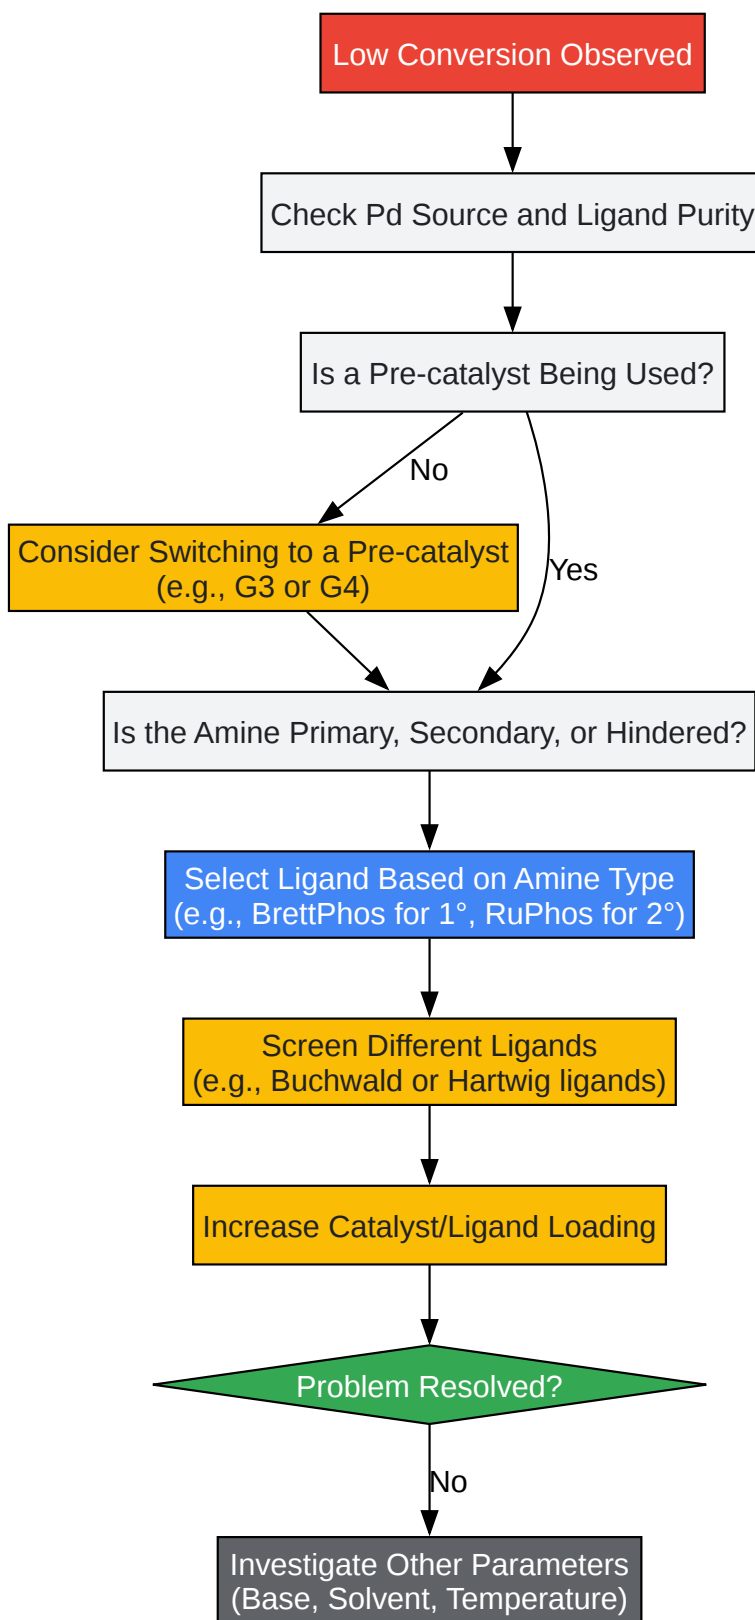 Low Conversion Observed
Check Pd Source and Ligand Purity
Is a Pre-catalyst Being Used?
No
Consider Switching to a Pre-catalyst
(e.g., G3 or G4)
Yes
Is the Amine Primary, Secondary, or Hindered?
Select Ligand Based on Amine Type
(e.g., BrettPhos for 1°, RuPhos for 2°)
Screen Different Ligands
(e.g., Buchwald or Hartwig ligands)
Increase Catalyst/Ligand Loading
Problem Resolved?
No
Investigate Other Parameters
(Base, Solvent, Temperature)